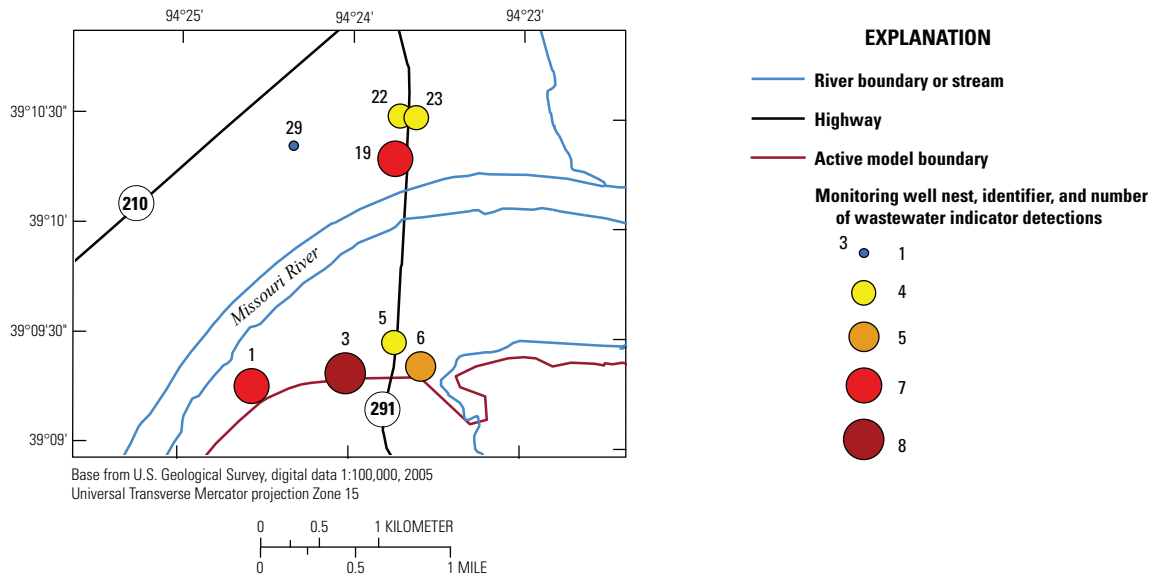 94°25' 94°24' 94°23'
39°10'30"
39°10'
39°09'30"
39°09'
22 23
29
19
210
Missouri River
5
6
3
1
291
Base from U.S. Geological Survey, digital data 1:100,000, 2005
Universal Transverse Mercator projection Zone 15
0 0.5 1 KILOMETER
0 0.5 1 MILE
EXPLANATION
River boundary or stream
Highway
Active model boundary
Monitoring well nest, identifier, and number
of wastewater indicator detections
3 1
4
5
7
8